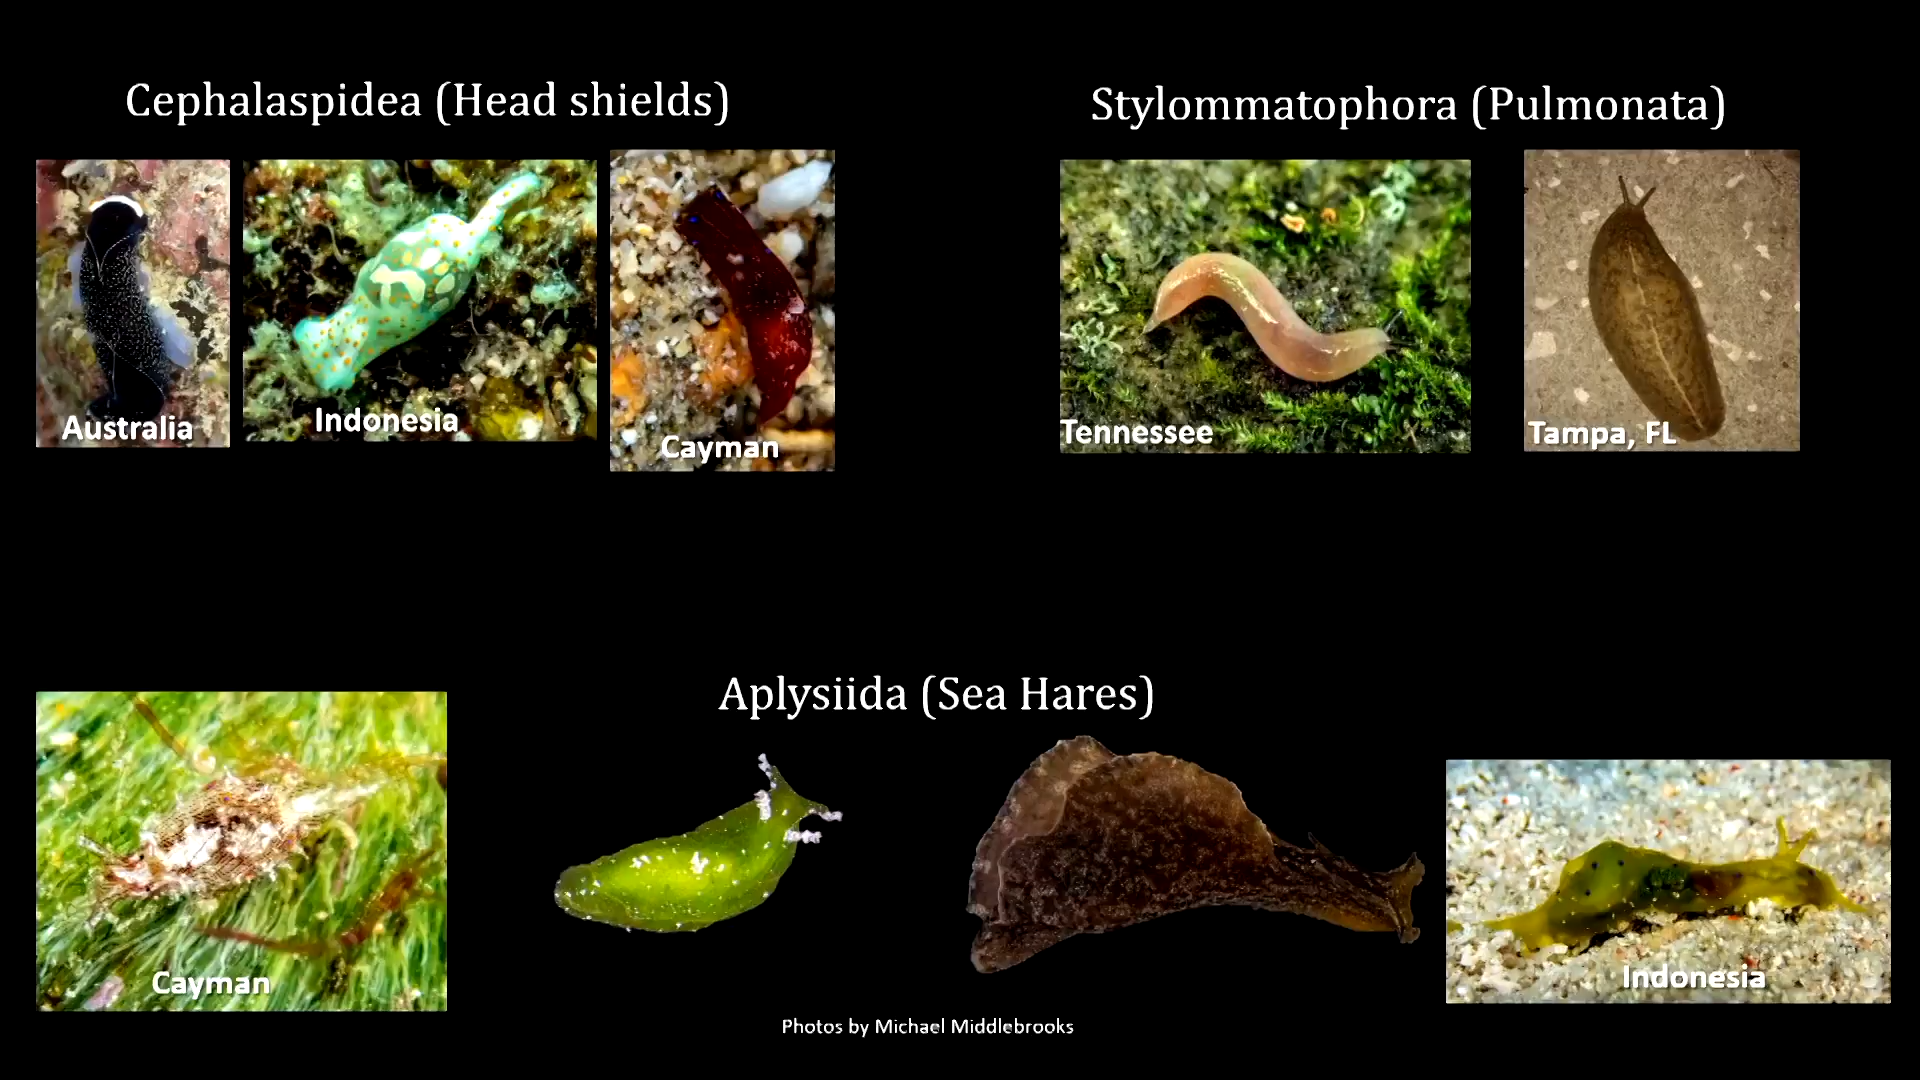 Cephalaspidea (Head shields)
Stylommatophora (Pulmonata)
Australia
Indonesia
Cayman
Tennessee
Tampa, FL
Aplysiida (Sea Hares)
Cayman
Indonesia
Photos by Michael Middlebrooks